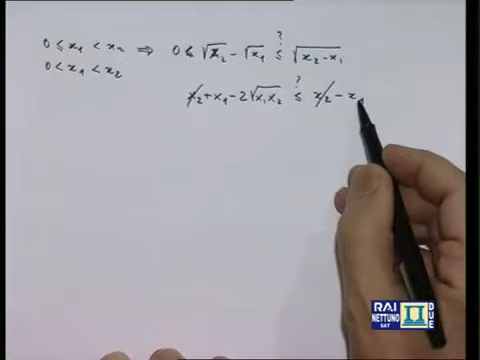 0 ≤ x₁ < x₂ ⇒ 0 ≤ √x₂ − √x₁ ≤? √(x₂ − x₁)
0 < x₁ < x₂
x₂ + x₁ − 2√(x₁x₂) ≤? x₂ − x₁
RAI
NETTUNO
SAT
DUE